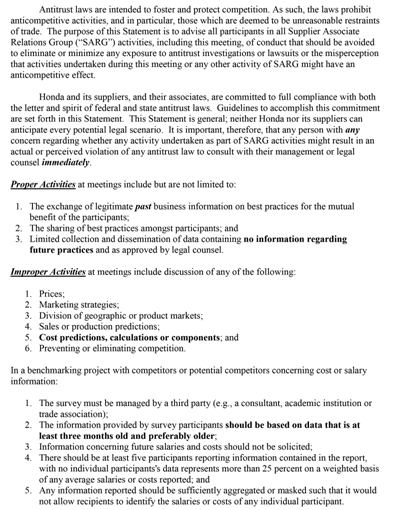 Antitrust laws are intended to foster and protect competition. As such, the laws prohibit
anticompetitive activities, and in particular, those which are deemed to be unreasonable restraints
of trade. The purpose of this Statement is to advise all participants in all Supplier Associate
Relations Group ("SARG") activities, including this meeting, of conduct that should be avoided
to eliminate or minimize any exposure to antitrust investigations or lawsuits or the misperception
that activities undertaken during this meeting or any other activity of SARG might have an
anticompetitive effect.
Honda and its suppliers, and their associates, are committed to full compliance with both
the letter and spirit of federal and state antitrust laws. Guidelines to accomplish this commitment
are set forth in this Statement. This Statement is general; neither Honda nor its suppliers can
anticipate every potential legal scenario. It is important, therefore, that any person with any
concern regarding whether any activity undertaken as part of SARG activities might result in an
actual or perceived violation of any antitrust law to consult with their management or legal
counsel immediately.
Proper Activities at meetings include but are not limited to:
1. The exchange of legitimate past business information on best practices for the mutual
benefit of the participants;
2. The sharing of best practices amongst participants; and
3. Limited collection and dissemination of data containing no information regarding
future practices and as approved by legal counsel.
Improper Activities at meetings include discussion of any of the following:
1. Prices;
2. Marketing strategies;
3. Division of geographic or product markets;
4. Sales or production predictions;
5. Cost predictions, calculations or components; and
6. Preventing or eliminating competition.
In a benchmarking project with competitors or potential competitors concerning cost or salary
information:
1. The survey must be managed by a third party (e.g., a consultant, academic institution or
trade association);
2. The information provided by survey participants should be based on data that is at
least three months old and preferably older;
3. Information concerning future salaries and costs should not be solicited;
4. There should be at least five participants reporting information contained in the report,
with no individual participants's data represents more than 25 percent on a weighted basis
of any average salaries or costs reported; and
5. Any information reported should be sufficiently aggregated or masked such that it would
not allow recipients to identify the salaries or costs of any individual participant.